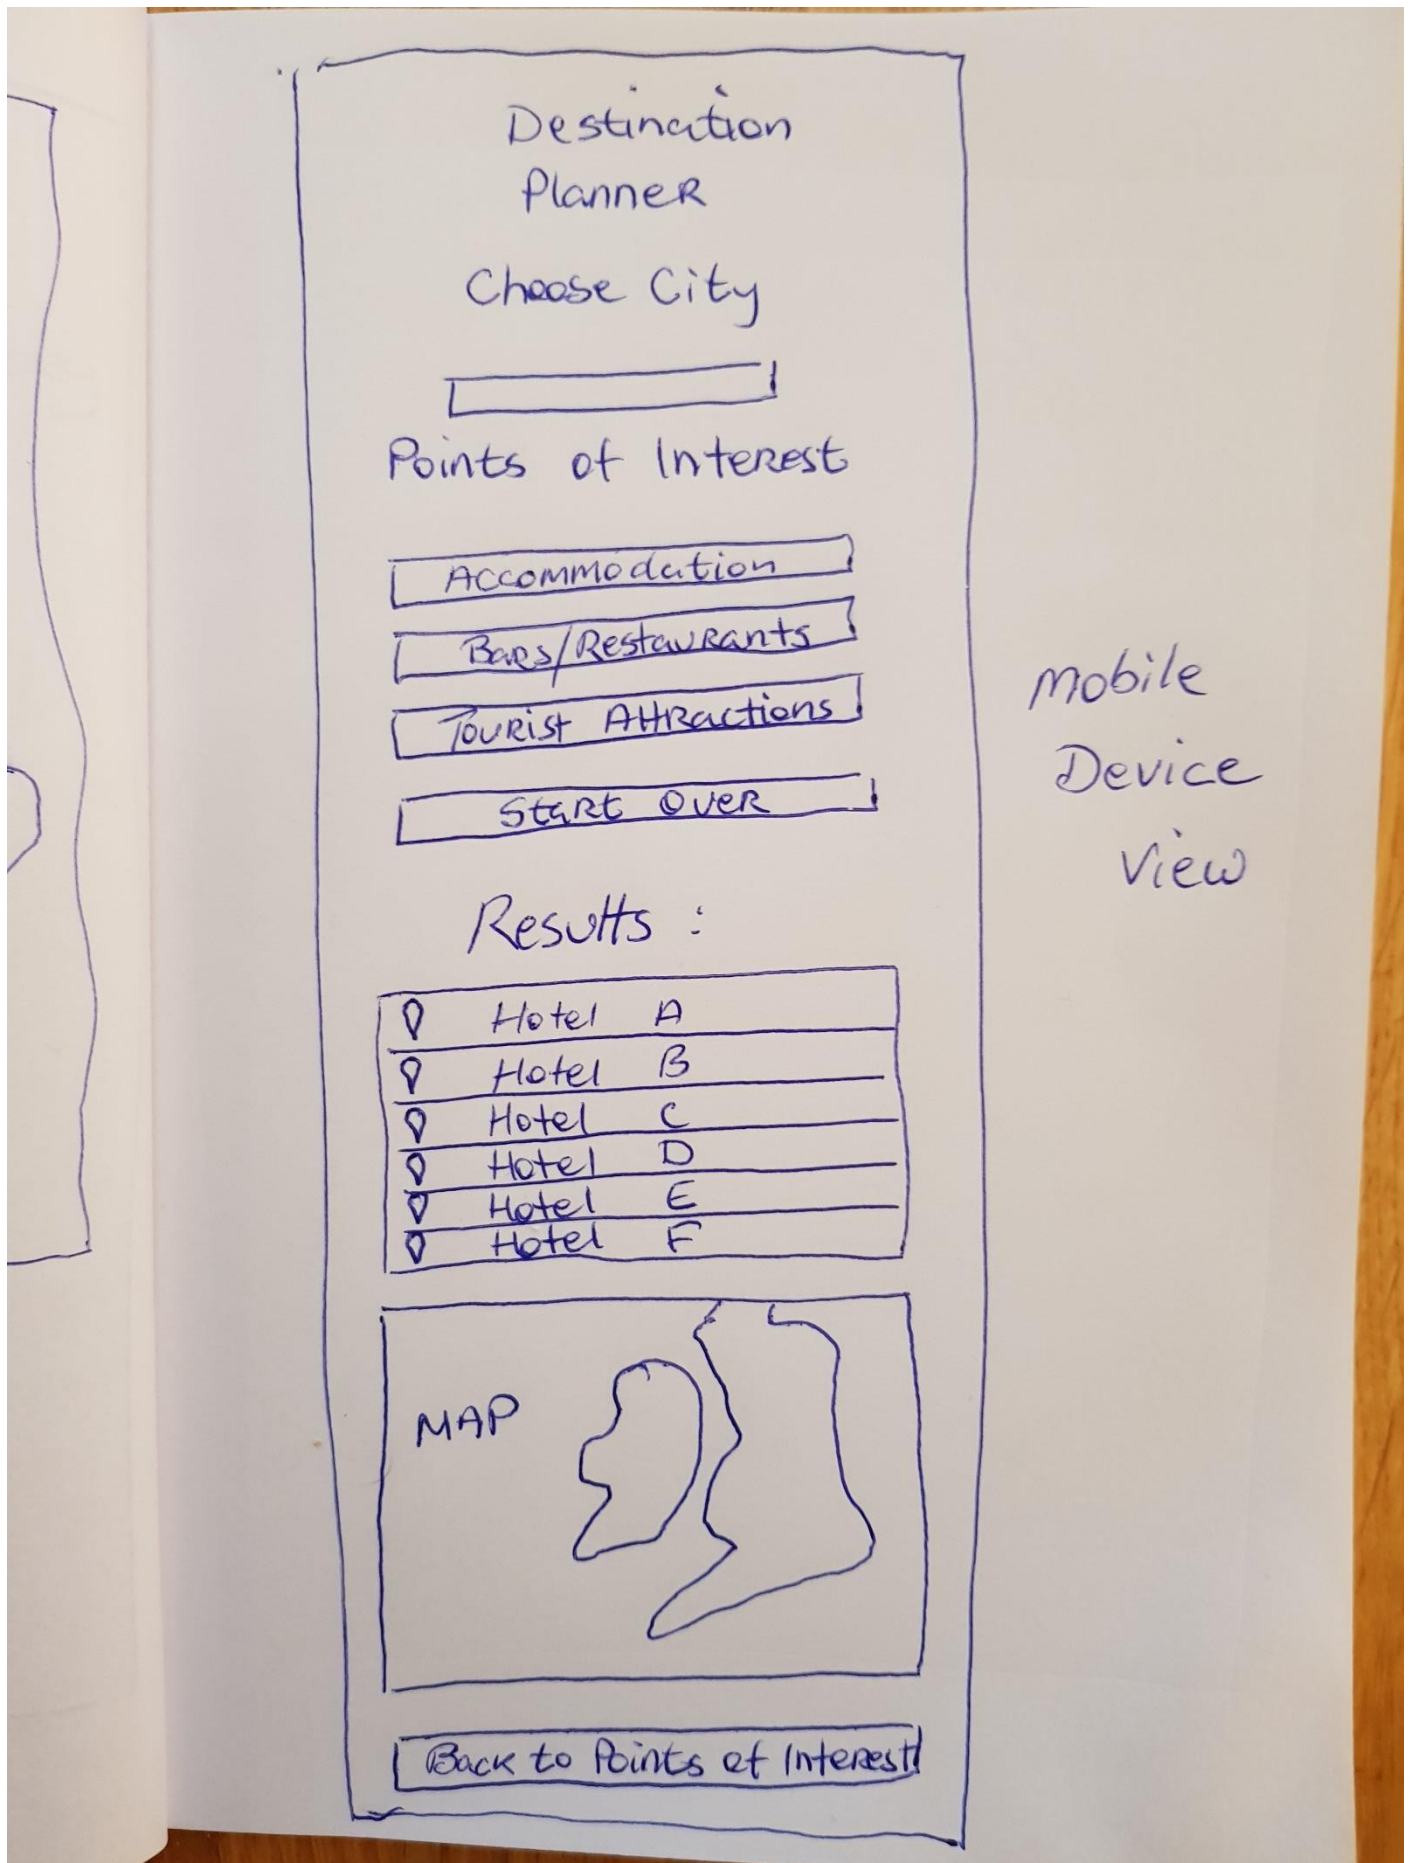 Destination
Planner
Choose City
Points of Interest
Accommodation
Bars/Restaurants
Tourist Attractions
Start Over
Results :
Hotel A
Hotel B
Hotel C
Hotel D
Hotel E
Hotel F
MAP
Back to Points of Interest
Mobile
Device
View